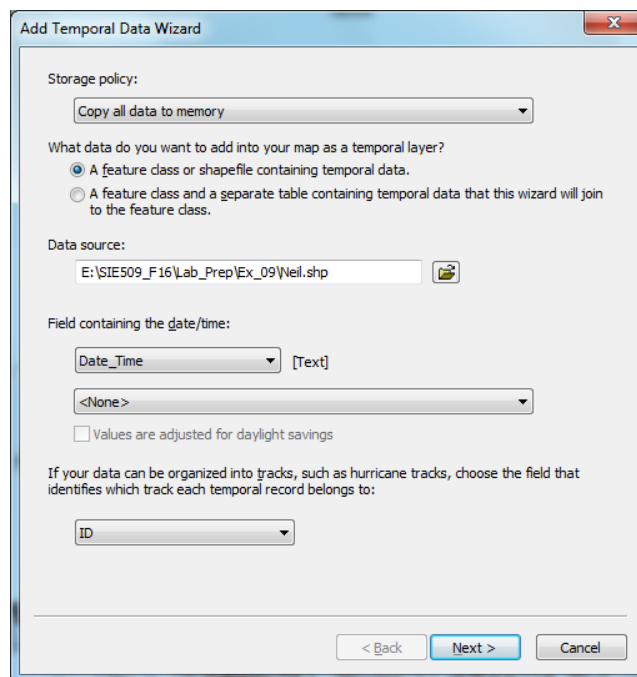 Add Temporal Data Wizard
Storage policy:
Copy all data to memory
What data do you want to add into your map as a temporal layer?
A feature class or shapefile containing temporal data.
A feature class and a separate table containing temporal data that this wizard will join
to the feature class.
Data source:
E:\SIE509_F16\Lab_Prep\Ex_09\Neil.shp
Field containing the date/time:
Date_Time [Text]
<None>
Values are adjusted for daylight savings
If your data can be organized into tracks, such as hurricane tracks, choose the field that
identifies which track each temporal record belongs to:
ID
< Back Next > Cancel